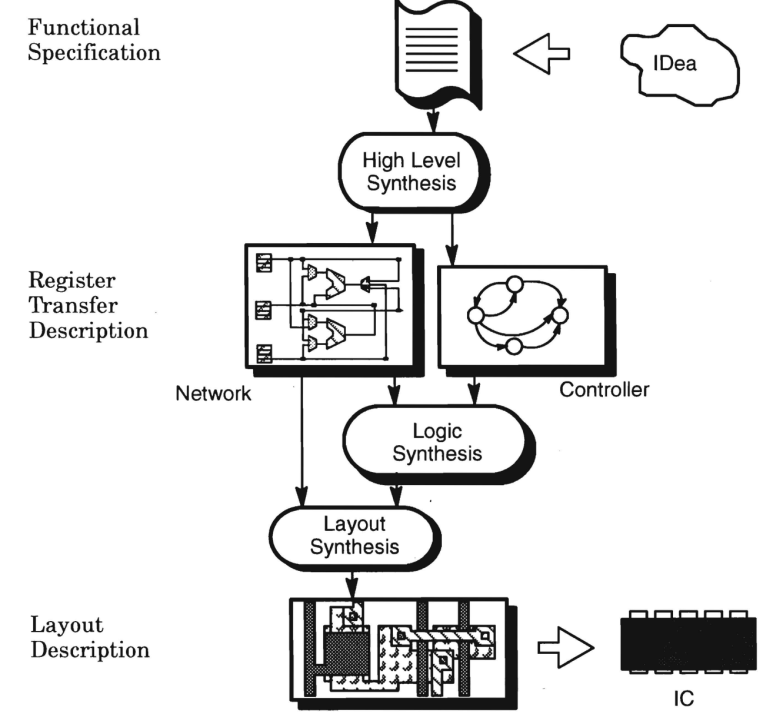 Functional
Specification
IDea
High Level
Synthesis
Register
Transfer
Description
Network
Controller
Logic
Synthesis
Layout
Synthesis
Layout
Description
IC